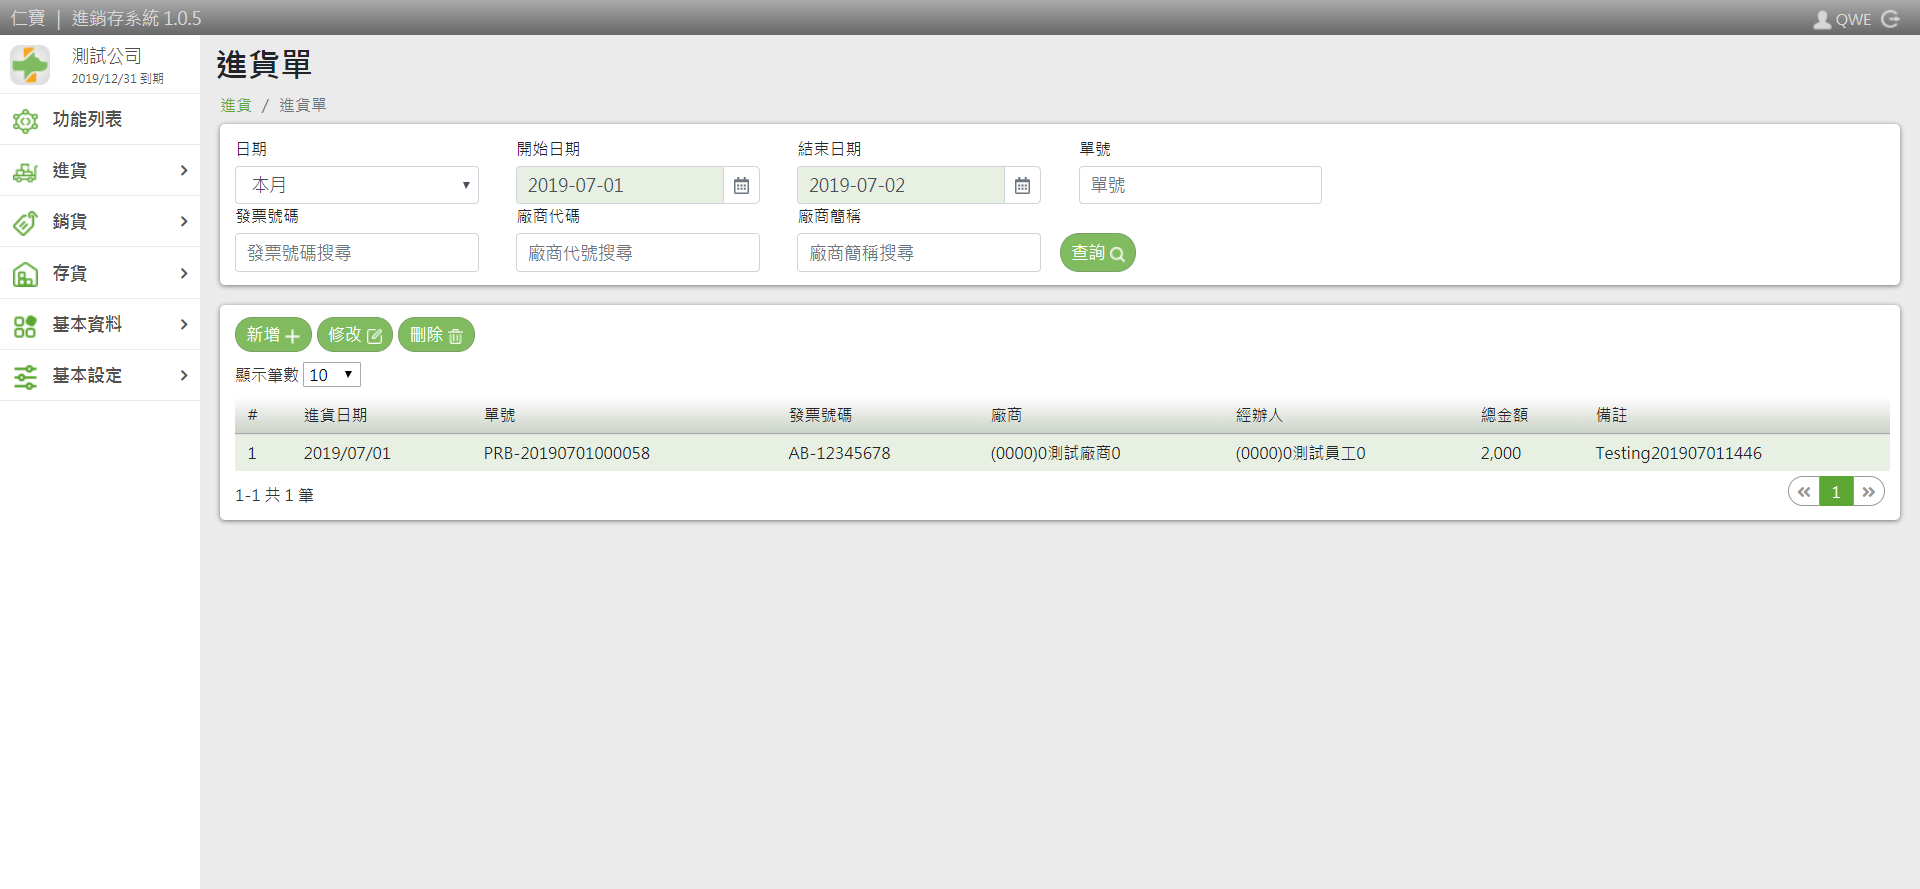 仁寶 | 進銷存系統 1.0.5
QWE
測試公司
2019/12/31 到期
功能列表
進貨
銷貨
存貨
基本資料
基本設定
進貨單
進貨 / 進貨單
日期 開始日期 結束日期 單號
本月 2019-07-01 2019-07-02 單號
發票號碼 廠商代碼 廠商簡稱
發票號碼搜尋 廠商代號搜尋 廠商簡稱搜尋 查詢
新增 修改 刪除
顯示筆數 10
# 進貨日期 單號 發票號碼 廠商 經辦人 總金額 備註
1 2019/07/01 PRB-20190701000058 AB-12345678 (0000)0測試廠商0 (0000)0測試員工0 2,000 Testing201907011446
1-1 共 1 筆
« 1 »